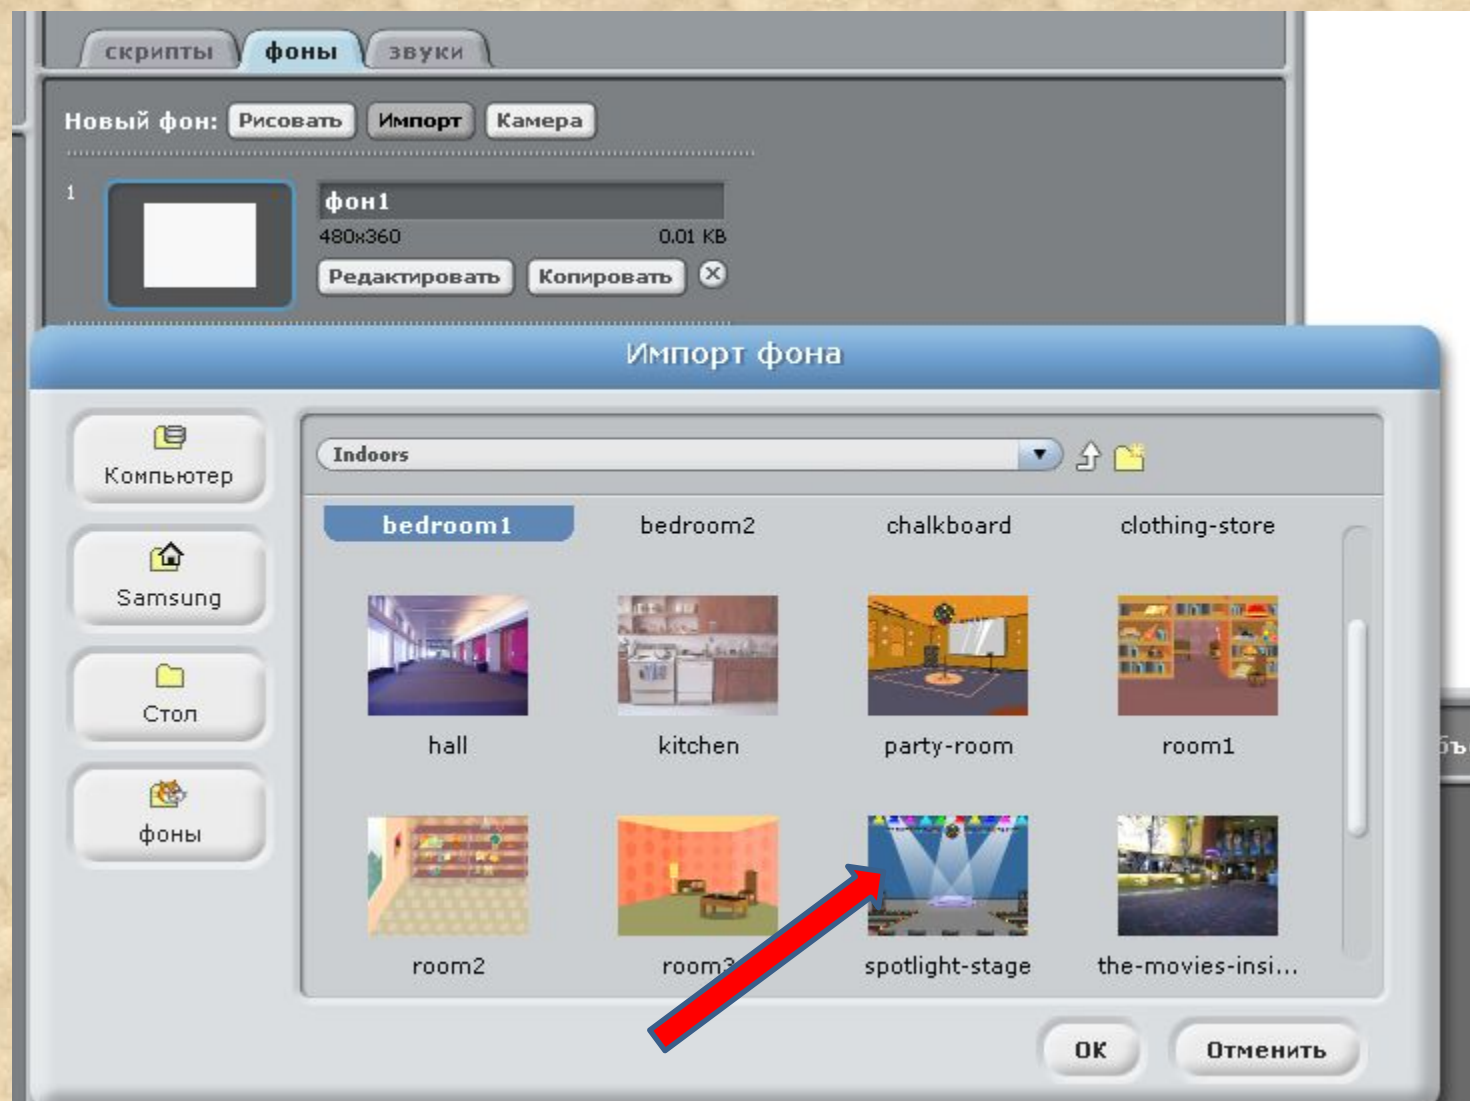 скрипты фоны звуки
Новый фон: Рисовать Импорт Камера
1
фон1
480x360 0.01 KB
Редактировать Копировать
Импорт фона
Компьютер
Indoors
bedroom1 bedroom2 chalkboard clothing-store
Samsung
Стол
hall kitchen party-room room1
фоны
room2 room3 spotlight-stage the-movies-insi...
ОК Отменить